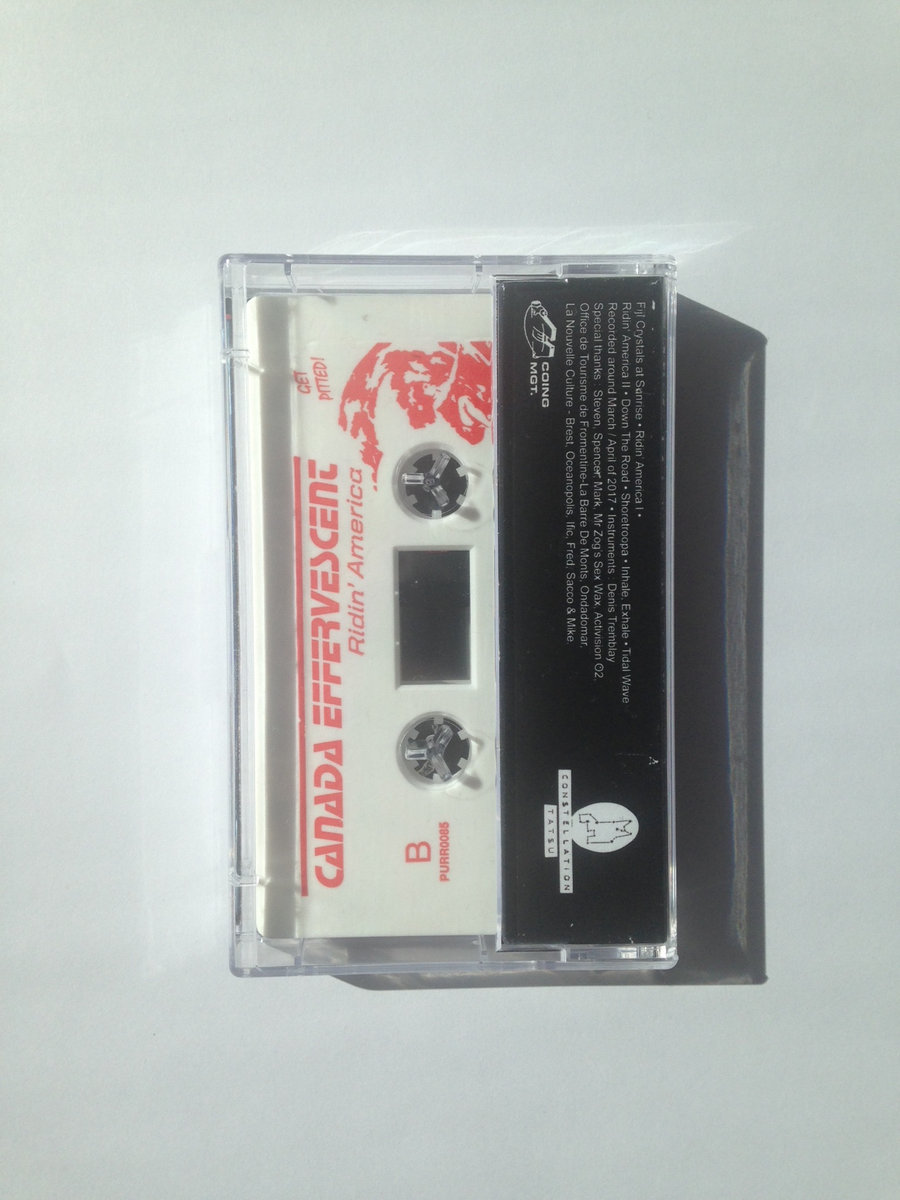 GET
PITTED!
CANADA EFFERVESCENT
Ridin' America
B
PURR0085
Fiji Crystals at Sunrise • Ridin' America I •
Ridin' America II • Down The Road • Shoretroopa • Inhale, Exhale • Tidal Wave
Recorded around March / April of 2017 • Instruments : Denis Tremblay
Special thanks : Steven, Spencer, Mark, Mr Zog's Sex Wax, Activision O2,
Office de Tourisme de Fromentine-La Barre De Monts, Ondadomar,
La Nouvelle Culture - Brest, Oceanopolis, Ific, Fred, Sacco & Mike.
COING
MGT.
A
CONSTELLATION
TATSU